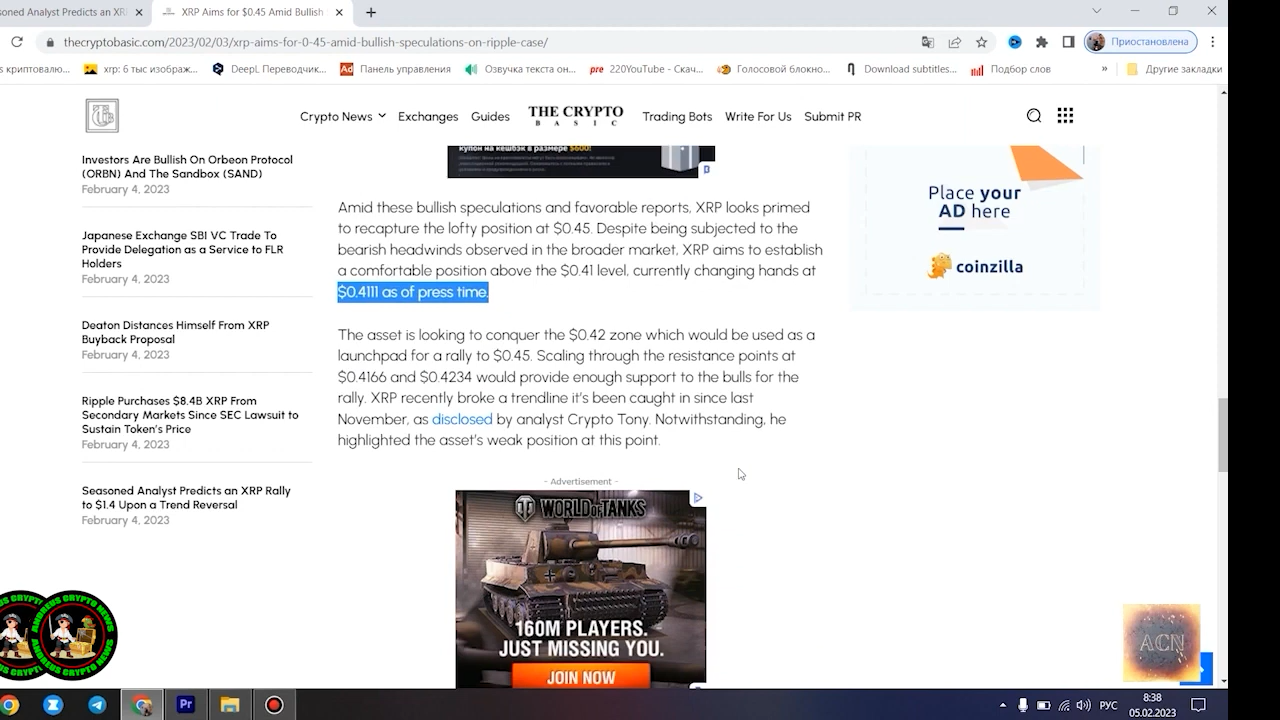 soned Analyst Predicts an XRI
XRP Aims for $0.45 Amid Bullish
thecryptobasic.com/2023/02/03/xrp-aims-for-0-45-amid-bullish-speculations-on-ripple-case/
Приостановлена
s криптовалю...
xrp: 6 тыс изображ...
DeepL Переводчик...
Ad
Панель управления
Озвучка текста он...
pre
220YouTube - Скач...
Голосовой блокно...
Download subtitles...
Подбор слов
»
Другие закладки
Crypto News
Exchanges
Guides
THE CRYPTO
BASIC
Trading Bots
Write For Us
Submit PR
купон на кешбэк в размере $600!
Investors Are Bullish On Orbeon Protocol
(ORBN) And The Sandbox (SAND)
February 4, 2023
Japanese Exchange SBI VC Trade To
Provide Delegation as a Service to FLR
Holders
February 4, 2023
Deaton Distances Himself From XRP
Buyback Proposal
February 4, 2023
Ripple Purchases $8.4B XRP From
Secondary Markets Since SEC Lawsuit to
Sustain Token's Price
February 4, 2023
Seasoned Analyst Predicts an XRP Rally
to $1.4 Upon a Trend Reversal
February 4, 2023
Amid these bullish speculations and favorable reports, XRP looks primed
to recapture the lofty position at $0.45. Despite being subjected to the
bearish headwinds observed in the broader market, XRP aims to establish
a comfortable position above the $0.41 level, currently changing hands at
$0.4111 as of press time.
The asset is looking to conquer the $0.42 zone which would be used as a
launchpad for a rally to $0.45. Scaling through the resistance points at
$0.4166 and $0.4234 would provide enough support to the bulls for the
rally. XRP recently broke a trendline it's been caught in since last
November, as disclosed by analyst Crypto Tony. Notwithstanding, he
highlighted the asset's weak position at this point.
- Advertisement -
WORLD OF TANKS
160M PLAYERS.
JUST MISSING YOU.
JOIN NOW
Place your
AD here
coinzilla
ANDREUS CRYPTO NEWS
ANDREUS CRYPTO NEWS
ACN
Pr
РУС
8:38
05.02.2023